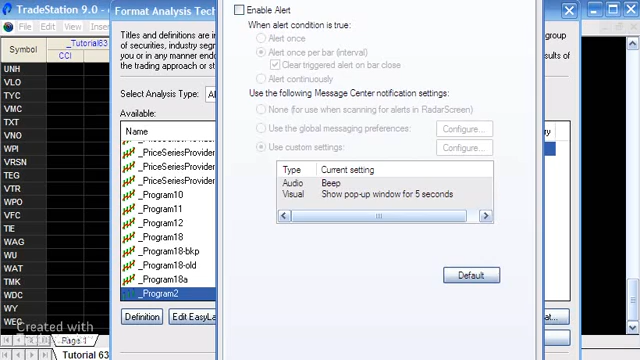 TradeStation 9.0 -
File
Edit
View
Symbol
_Tutorial63
CCI
UNH
VLO
TYC
VMC
TXT
VNO
WPI
VRSN
TEG
VTR
WPO
VFC
TIE
WAG
WU
WAT
TMK
WDC
WY
WEC
Created with
Page 1
Tutorial 63
Format Analysis Tech
Titles and definitions are in
of securities, industry segm
you or in any manner endo
or the trading approach or st
Select Analysis Type:
Available:
Name
_PriceSeriesProvider
_PriceSeriesProvider
_PriceSeriesProvider
_PriceSeriesProvider
_Program10
_Program11
_Program12
_Program18
_Program18-bkp
_Program18-old
_Program18a
_Program2
Definition
Edit EasyLa
Enable Alert
When alert condition is true:
Alert once
Alert once per bar (interval)
Clear triggered alert on bar close
Alert continuously
Use the following Message Center notification settings:
None (for use when scanning for alerts in RadarScreen)
Use the global messaging preferences:
Configure...
Use custom settings:
Configure...
Type
Current setting
Audio
Beep
Visual
Show pop-up window for 5 seconds
Default
group
s of